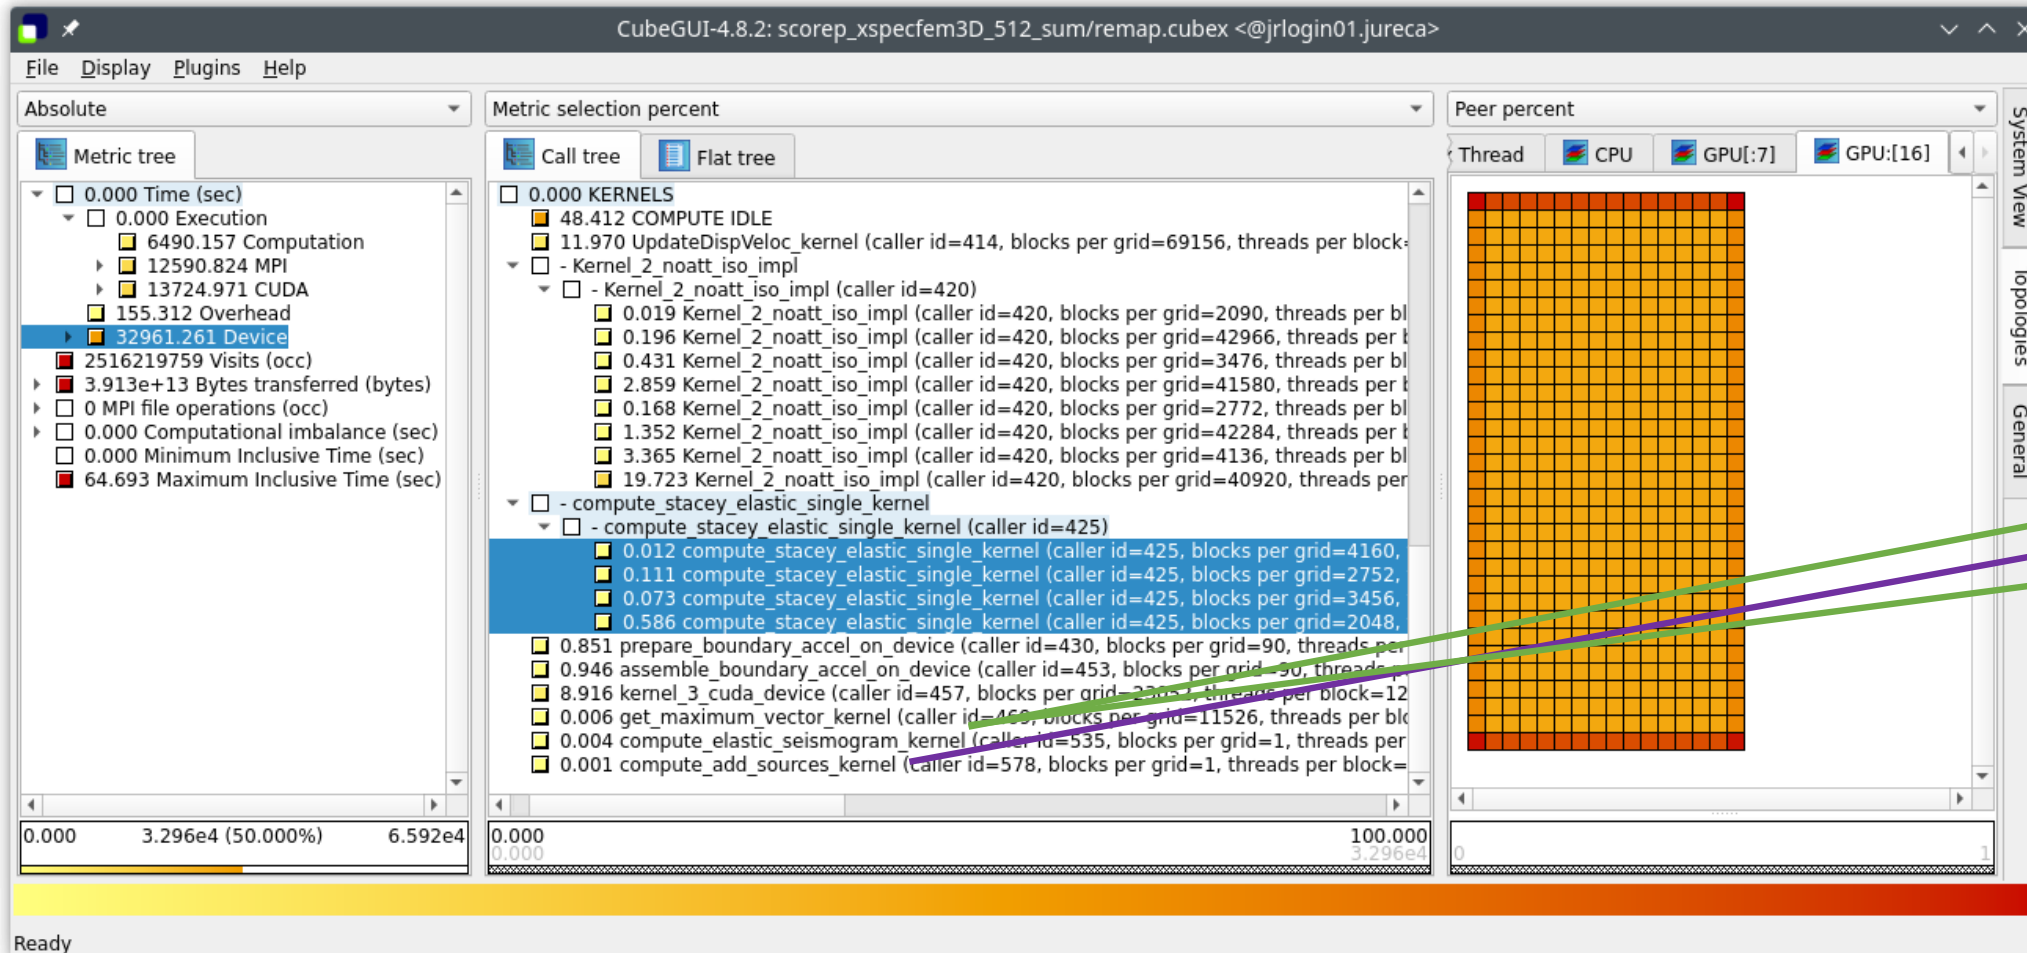 CubeGUI-4.8.2: scorep_xspecfem3D_512_sum/remap.cubex <@jrlogin01.jureca>
File Display Plugins Help
Absolute
Metric tree
0.000 Time (sec)
0.000 Execution
6490.157 Computation
12590.824 MPI
13724.971 CUDA
155.312 Overhead
32961.261 Device
2516219759 Visits (occ)
3.913e+13 Bytes transferred (bytes)
0 MPI file operations (occ)
0.000 Computational imbalance (sec)
0.000 Minimum Inclusive Time (sec)
64.693 Maximum Inclusive Time (sec)
0.000 3.296e4 (50.000%) 6.592e4
Metric selection percent
Call tree Flat tree
0.000 KERNELS
48.412 COMPUTE IDLE
11.970 UpdateDispVeloc_kernel (caller id=414, blocks per grid=69156, threads per block=
- Kernel_2_noatt_iso_impl
- Kernel_2_noatt_iso_impl (caller id=420)
0.019 Kernel_2_noatt_iso_impl (caller id=420, blocks per grid=2090, threads per bl
0.196 Kernel_2_noatt_iso_impl (caller id=420, blocks per grid=42966, threads per
0.431 Kernel_2_noatt_iso_impl (caller id=420, blocks per grid=3476, threads per bl
2.859 Kernel_2_noatt_iso_impl (caller id=420, blocks per grid=41580, threads per
0.168 Kernel_2_noatt_iso_impl (caller id=420, blocks per grid=2772, threads per bl
1.352 Kernel_2_noatt_iso_impl (caller id=420, blocks per grid=42284, threads per
3.365 Kernel_2_noatt_iso_impl (caller id=420, blocks per grid=4136, threads per bl
19.723 Kernel_2_noatt_iso_impl (caller id=420, blocks per grid=40920, threads per
- compute_stacey_elastic_single_kernel
- compute_stacey_elastic_single_kernel (caller id=425)
0.012 compute_stacey_elastic_single_kernel (caller id=425, blocks per grid=4160,
0.111 compute_stacey_elastic_single_kernel (caller id=425, blocks per grid=2752,
0.073 compute_stacey_elastic_single_kernel (caller id=425, blocks per grid=3456,
0.586 compute_stacey_elastic_single_kernel (caller id=425, blocks per grid=2048,
0.851 prepare_boundary_accel_on_device (caller id=430, blocks per grid=90, threads per
0.946 assemble_boundary_accel_on_device (caller id=453, blocks per grid=90, threads
8.916 kernel_3_cuda_device (caller id=457, blocks per threads per block=12
0.006 get_maximum_vector_kernel (caller blocks per grid=11526, threads per blo
0.004 compute_elastic_seismogram_kernel (caller id=535, blocks per grid=1, threads per
0.001 compute_add_sources_kernel (caller id=578, blocks per grid=1, threads per block=
0.000 100.000
0.000 3.296e4
Peer percent
Thread CPU GPU[:7] GPU:[16]
0 1
System View
Topologies
General
Ready